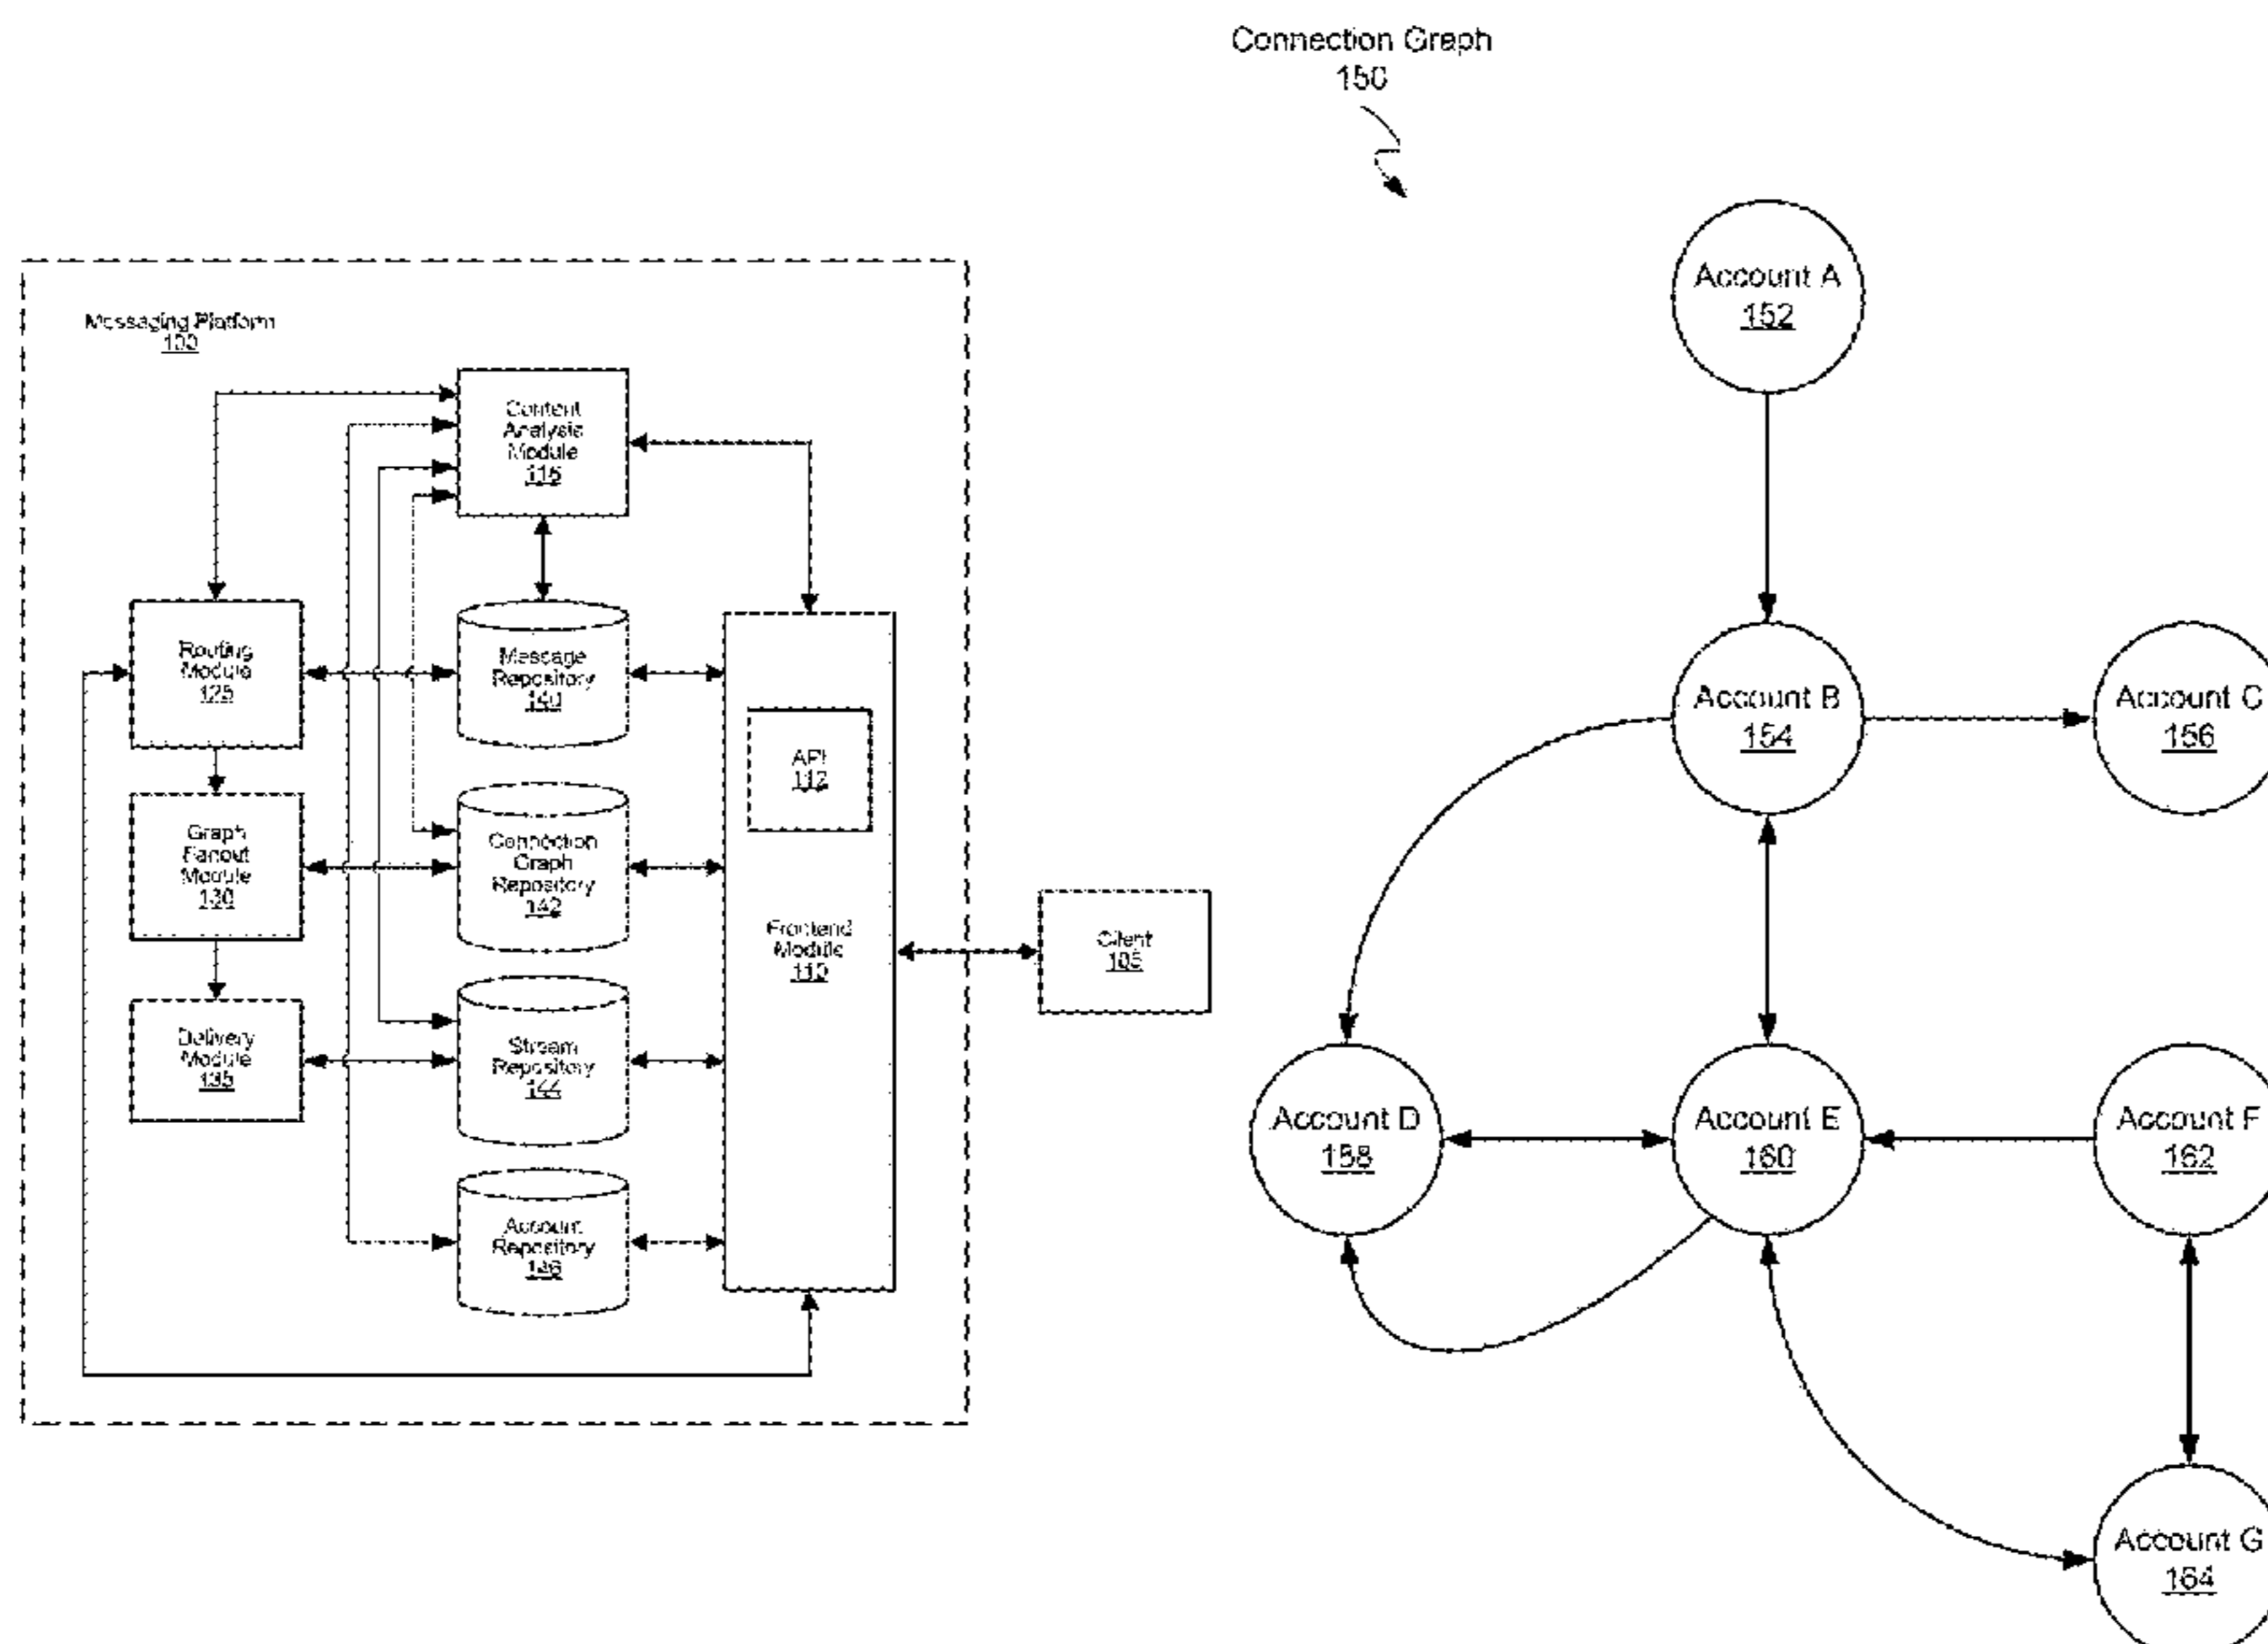 Connection Graph
150
Messaging Platform
100
Content
Analysis
Module
115
Routing
Module
125
Message
Repository
140
API
112
Graph
Fanout
Module
130
Connection
Graph
Repository
142
Frontend
Module
110
Client
105
Delivery
Module
135
Stream
Repository
144
Account
Repository
146
Account A
152
Account B
154
Account C
156
Account D
158
Account E
160
Account F
162
Account G
164